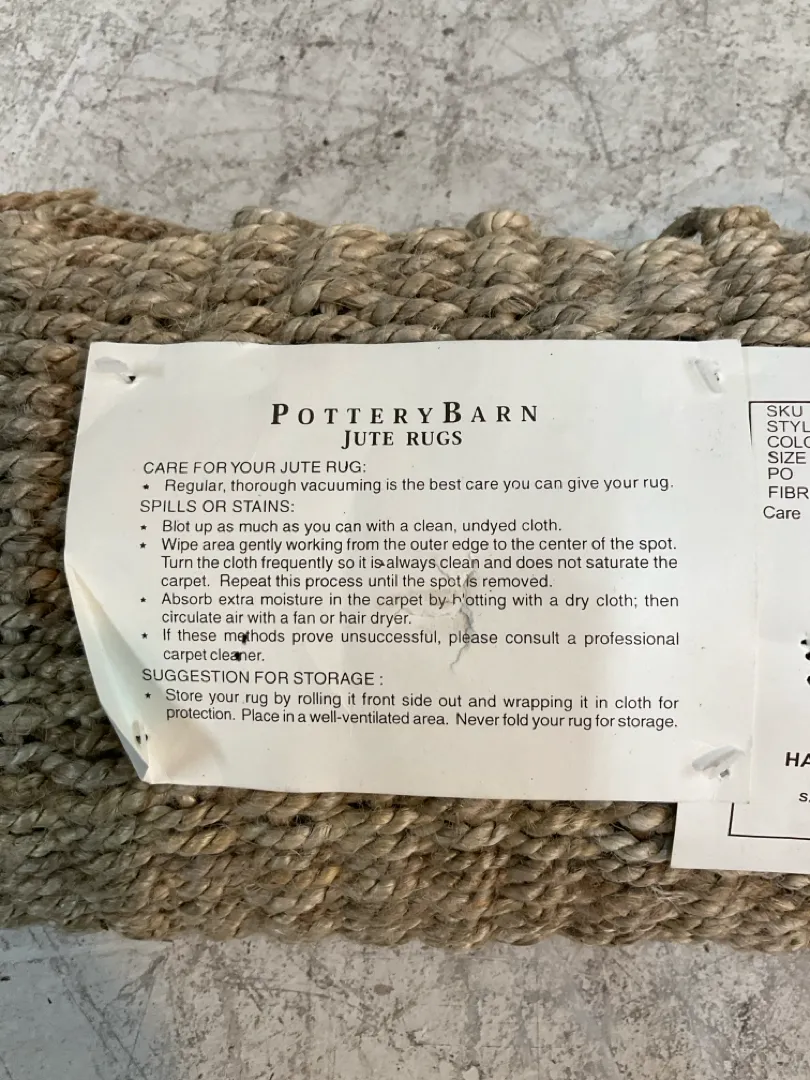 POTTERY BARN
JUTE RUGS
CARE FOR YOUR JUTE RUG:
* Regular, thorough vacuuming is the best care you can give your rug.
SPILLS OR STAINS:
* Blot up as much as you can with a clean, undyed cloth.
* Wipe area gently working from the outer edge to the center of the spot.
Turn the cloth frequently so it is always clean and does not saturate the
carpet. Repeat this process until the spot is removed.
* Absorb extra moisture in the carpet by blotting with a dry cloth; then
circulate air with a fan or hair dryer.
* If these methods prove unsuccessful, please consult a professional
carpet cleaner.
SUGGESTION FOR STORAGE :
* Store your rug by rolling it front side out and wrapping it in cloth for
protection. Place in a well-ventilated area. Never fold your rug for storage.
SKU
STYL
COLO
SIZE
PO
FIBR
Care
HA